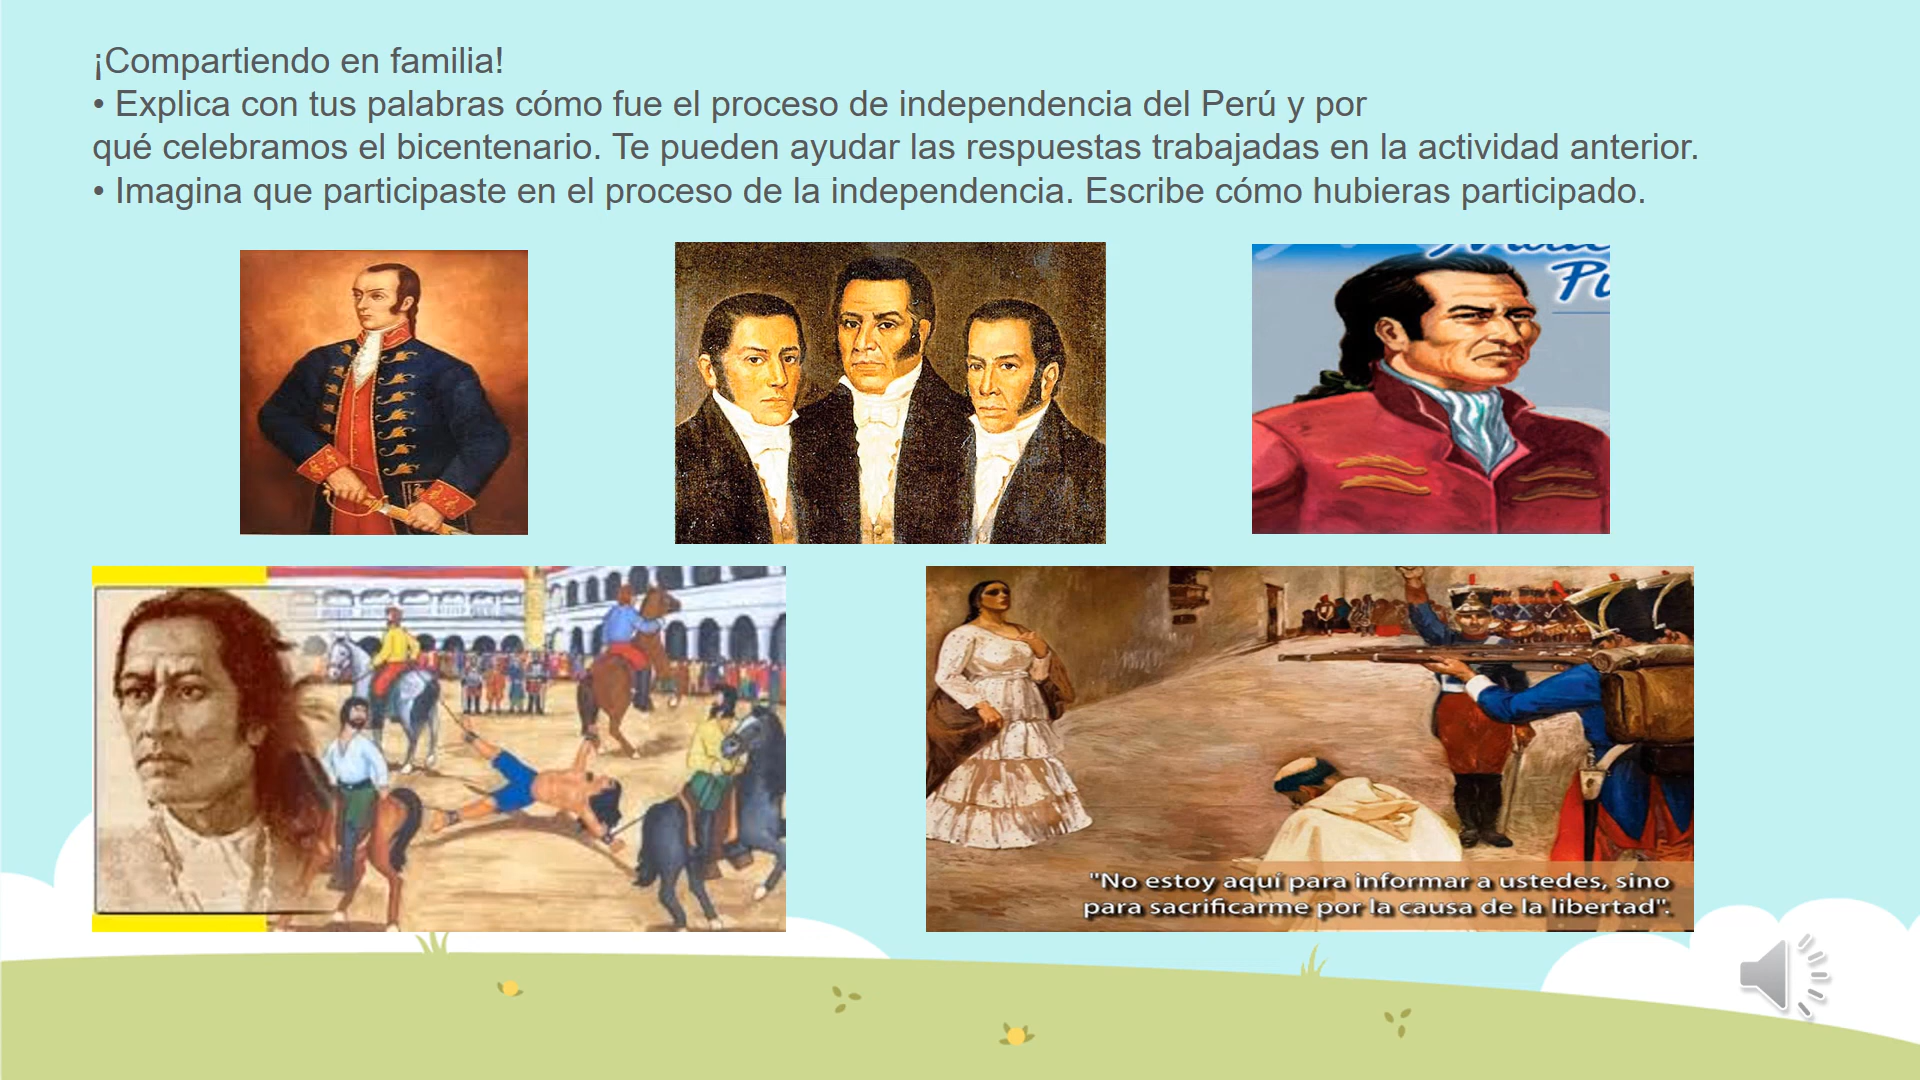 ¡Compartiendo en familia!
• Explica con tus palabras cómo fue el proceso de independencia del Perú y por
qué celebramos el bicentenario. Te pueden ayudar las respuestas trabajadas en la actividad anterior.
• Imagina que participaste en el proceso de la independencia. Escribe cómo hubieras participado.
"No estoy aquí para informar a ustedes, sino
para sacrificarme por la causa de la libertad".